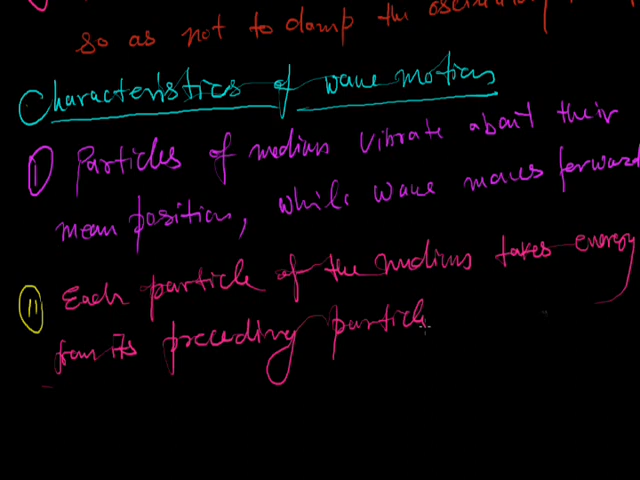 so as not to damp the
Characteristics of wave motion
I Particles of medium vibrate about their
mean position, while wave moves forward
II Each particle of the medium takes energy
from its preceding particle